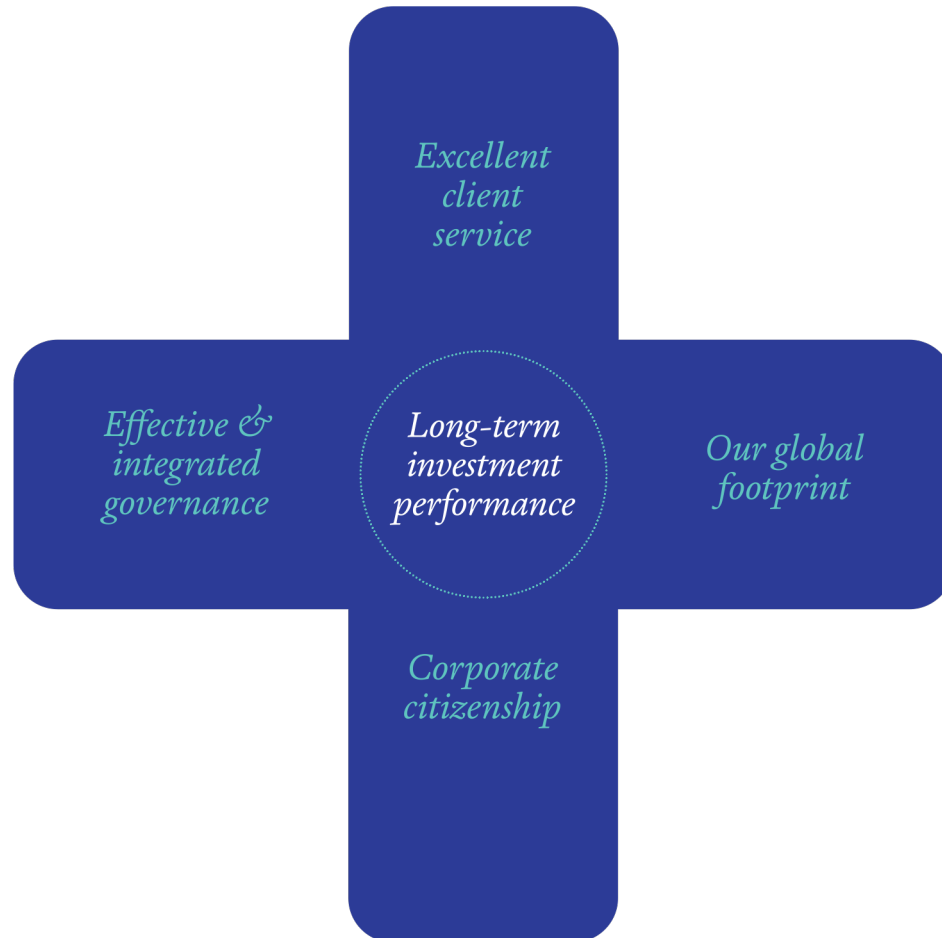 Excellent
client
service
Effective &
integrated
governance
Long-term
investment
performance
Our global
footprint
Corporate
citizenship